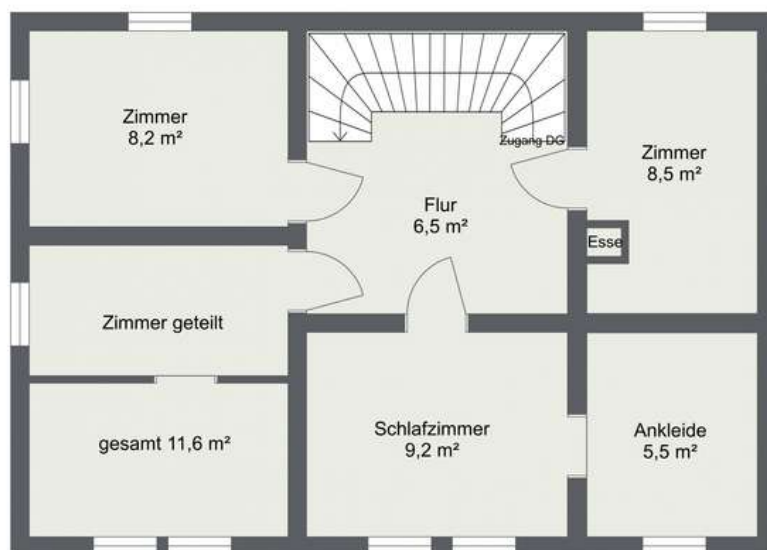 Zimmer
8,2 m²
Zugang DG
Zimmer
8,5 m²
Flur
6,5 m²
Esse
Zimmer geteilt
gesamt 11,6 m²
Schlafzimmer
9,2 m²
Ankleide
5,5 m²